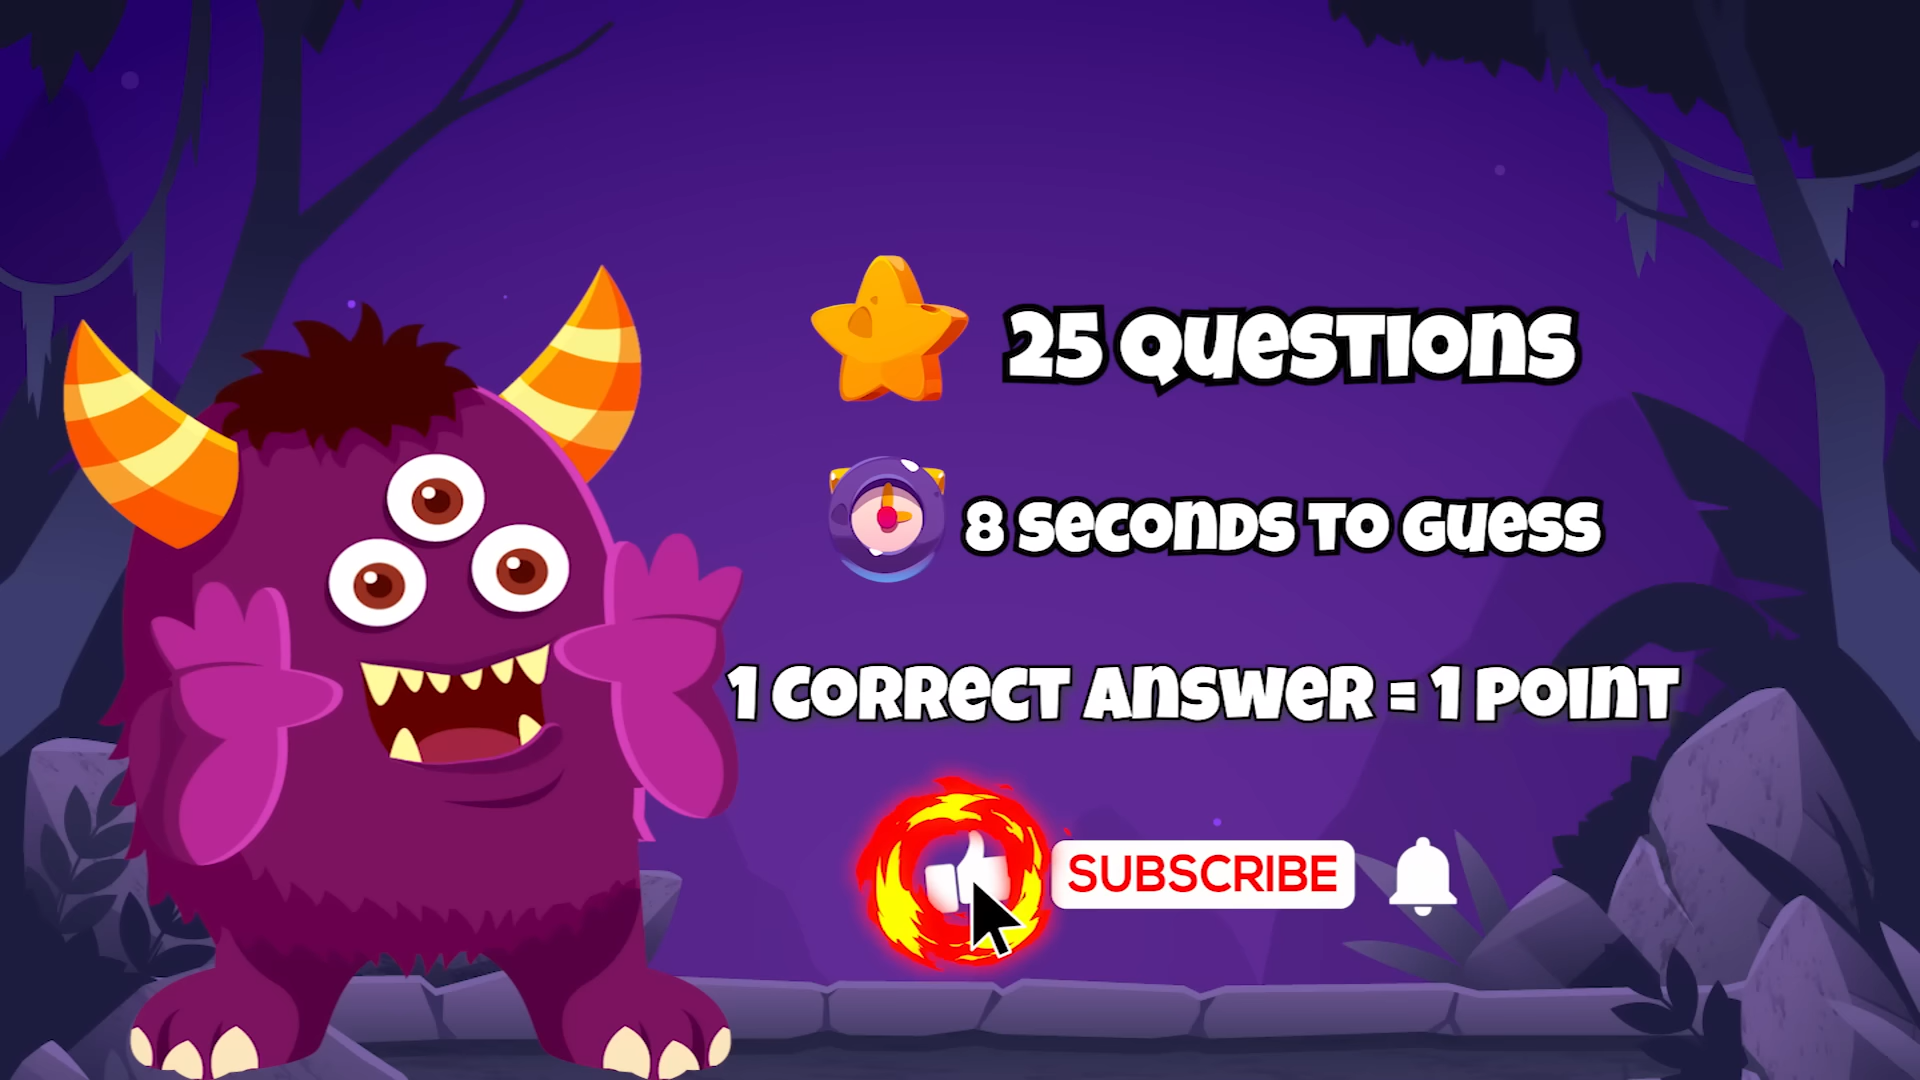 25 Questions
8 seconds to guess
1 correct answer = 1 point
SUBSCRIBE